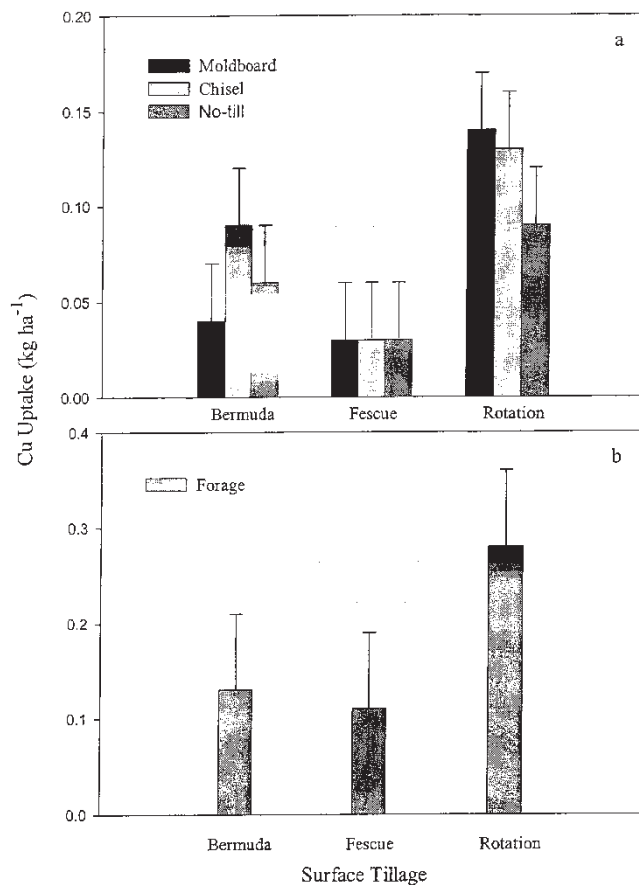 0.20
a
Moldboard
Chisel
No-till
0.15
0.10
0.05
0.00
Bermuda Fescue Rotation
Cu Uptake (kg ha⁻¹)
0.4
b
Forage
0.3
0.2
0.1
0.0
Bermuda Fescue Rotation
Surface Tillage